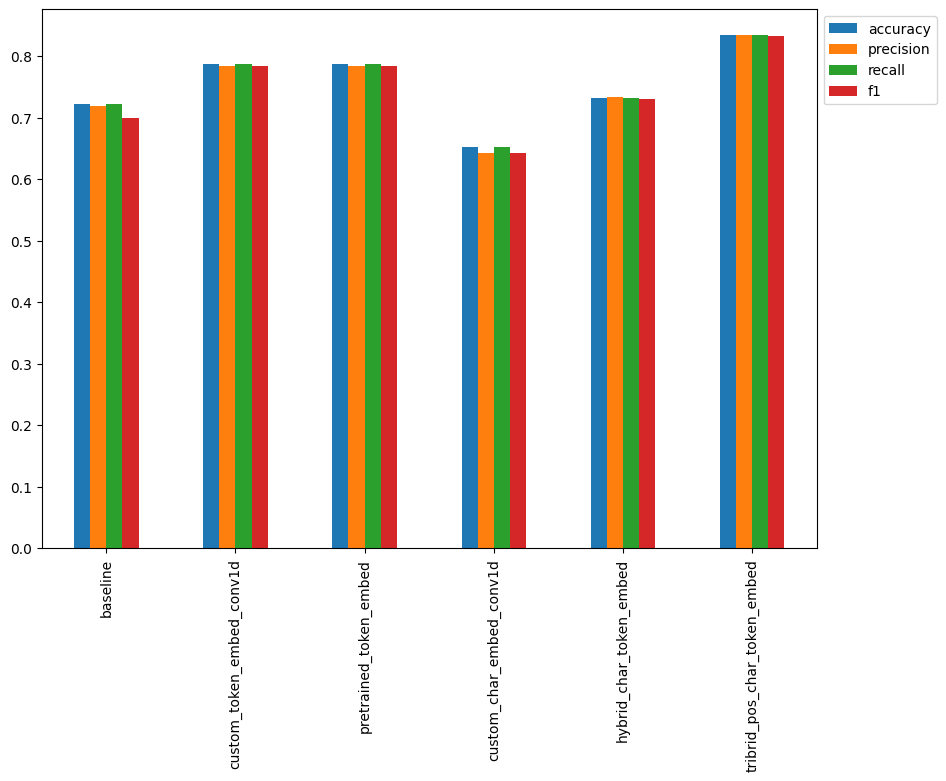 accuracy
precision
recall
f1
0.8
0.7
0.6
0.5
0.4
0.3
0.2
0.1
0.0
baseline
custom_token_embed_conv1d
pretrained_token_embed
custom_char_embed_conv1d
hybrid_char_token_embed
tribrid_pos_char_token_embed